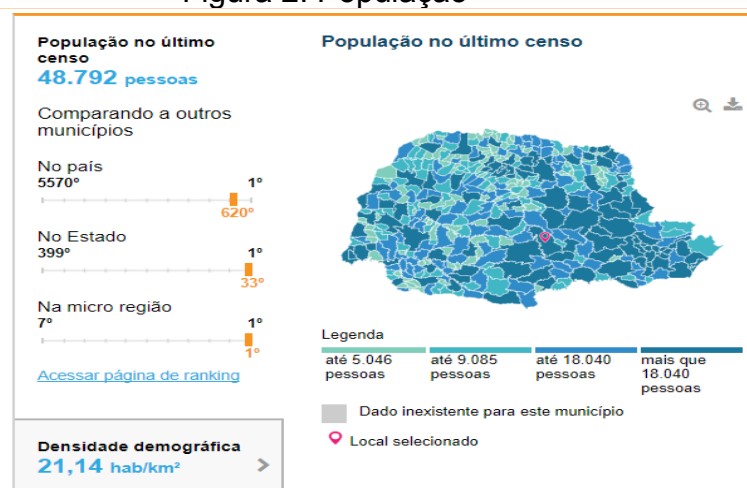 Figura 2: População
População no último
censo
48.792 pessoas
Comparando a outros
municípios
No país
5570º 1º
620º
No Estado
399º 1º
33º
Na micro região
7º 1º
1º
Acessar página de ranking
Densidade demográfica
21,14 hab/km²
População no último censo
Legenda
até 5.046
pessoas
até 9.085
pessoas
até 18.040
pessoas
mais que
18.040
pessoas
Dado inexistente para este município
Local selecionado